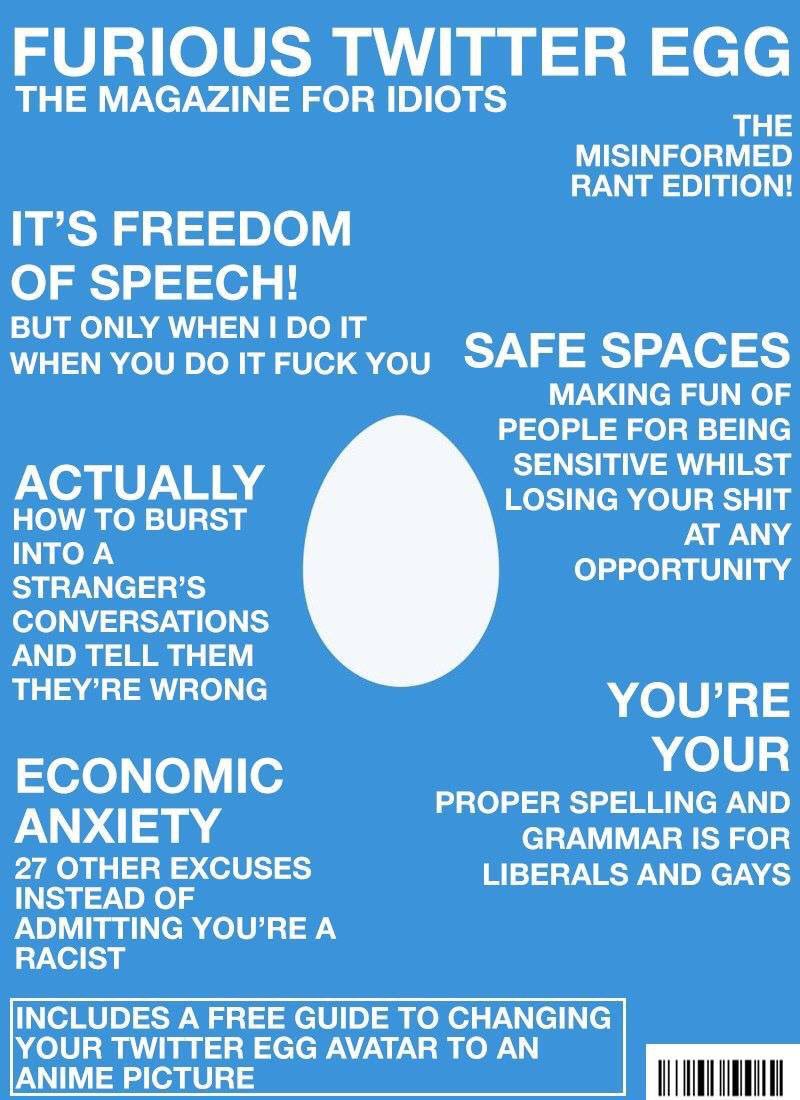 FURIOUS TWITTER EGG
THE MAGAZINE FOR IDIOTS
THE
MISINFORMED
RANT EDITION!
IT'S FREEDOM
OF SPEECH!
BUT ONLY WHEN I DO IT
WHEN YOU DO IT FUCK YOU
SAFE SPACES
MAKING FUN OF
PEOPLE FOR BEING
SENSITIVE WHILST
LOSING YOUR SHIT
AT ANY
OPPORTUNITY
ACTUALLY
HOW TO BURST
INTO A
STRANGER'S
CONVERSATIONS
AND TELL THEM
THEY'RE WRONG
YOU'RE
YOUR
PROPER SPELLING AND
GRAMMAR IS FOR
LIBERALS AND GAYS
ECONOMIC
ANXIETY
27 OTHER EXCUSES
INSTEAD OF
ADMITTING YOU'RE A
RACIST
INCLUDES A FREE GUIDE TO CHANGING
YOUR TWITTER EGG AVATAR TO AN
ANIME PICTURE